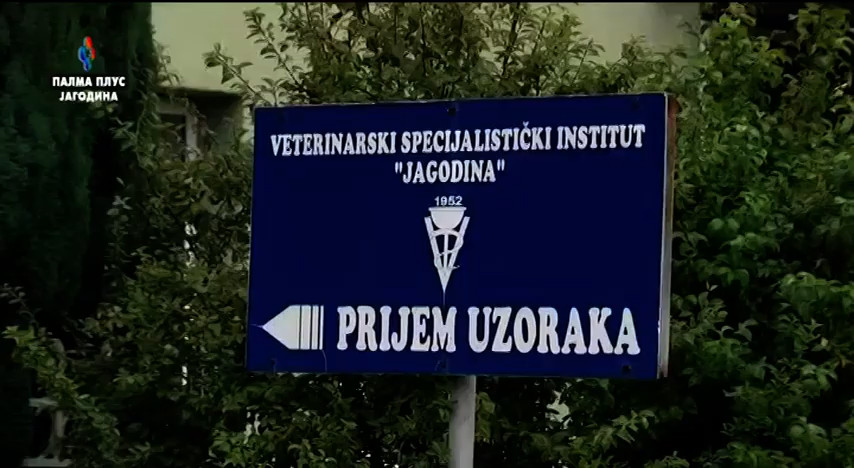 ПАЛМА ПЛУС
ЈАГОДИНА
VETERINARSKI SPECIJALISTIČKI INSTITUT
"JAGODINA"
1952
PRIJEM UZORAKA